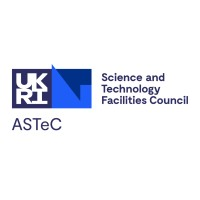 UK
RI
Science and
Technology
Facilities Council
ASTeC